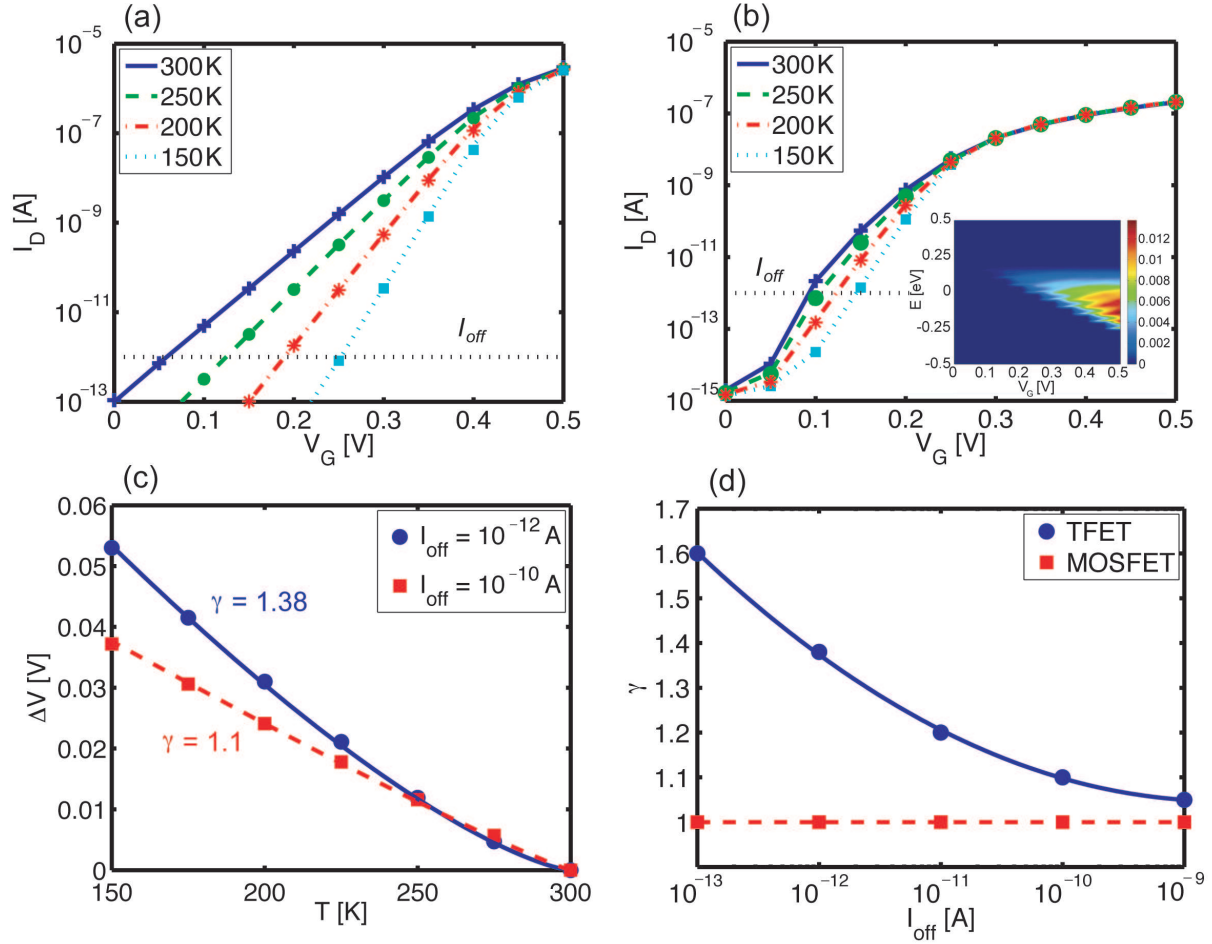 (a)
10⁻⁵
10⁻⁷
10⁻⁹
10⁻¹¹
10⁻¹³
I_D [A]
300K
250K
200K
150K
I_off
0 0.1 0.2 0.3 0.4 0.5
V_G [V]
(b)
10⁻⁵
10⁻⁷
10⁻⁹
10⁻¹¹
10⁻¹³
10⁻¹⁵
I_D [A]
300K
250K
200K
150K
I_off
0.5
0.25
0
-0.25
-0.5
E [eV]
0 0.1 0.2 0.3 0.4 0.5
V_G [V]
0.012
0.010
0.008
0.006
0.004
0.002
0
0 0.1 0.2 0.3 0.4 0.5
V_G [V]
(c)
0.06
0.05
0.04
0.03
0.02
0.01
0
ΔV [V]
I_off = 10⁻¹² A
I_off = 10⁻¹⁰ A
γ = 1.38
γ = 1.1
150 200 250 300
T [K]
(d)
1.7
1.6
1.5
1.4
1.3
1.2
1.1
1
γ
TFET
MOSFET
10⁻¹³ 10⁻¹² 10⁻¹¹ 10⁻¹⁰ 10⁻⁹
I_off [A]